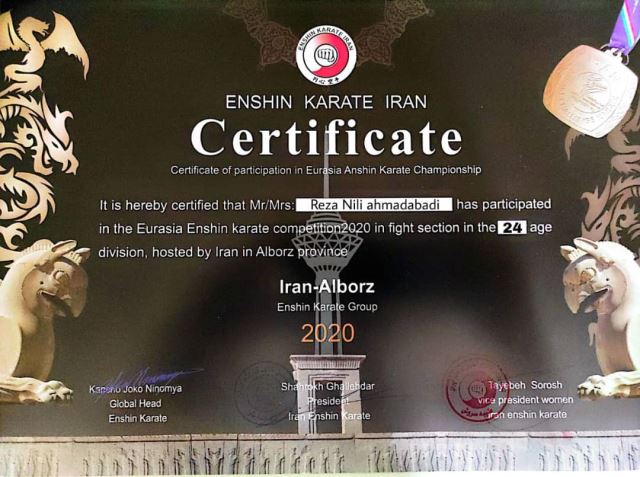 ENSHIN KARATE IRAN
ENSHIN KARATE IRAN
Certificate
Certificate of participation in Eurasia Anshin Karate Championship
It is hereby certified that Mr/Mrs: Reza Nili ahmadabadi has participated
in the Eurasia Enshin karate competition2020 in fight section in the 24 age
division, hosted by Iran in Alborz province
Iran-Alborz
Enshin Karate Group
2020
Kancho Joko Ninomya
Global Head
Enshin Karate
Shahrokh Ghallehdar
President
Iran Enshin Karate
Tayebeh Sorosh
vice president women
iran enshin karate